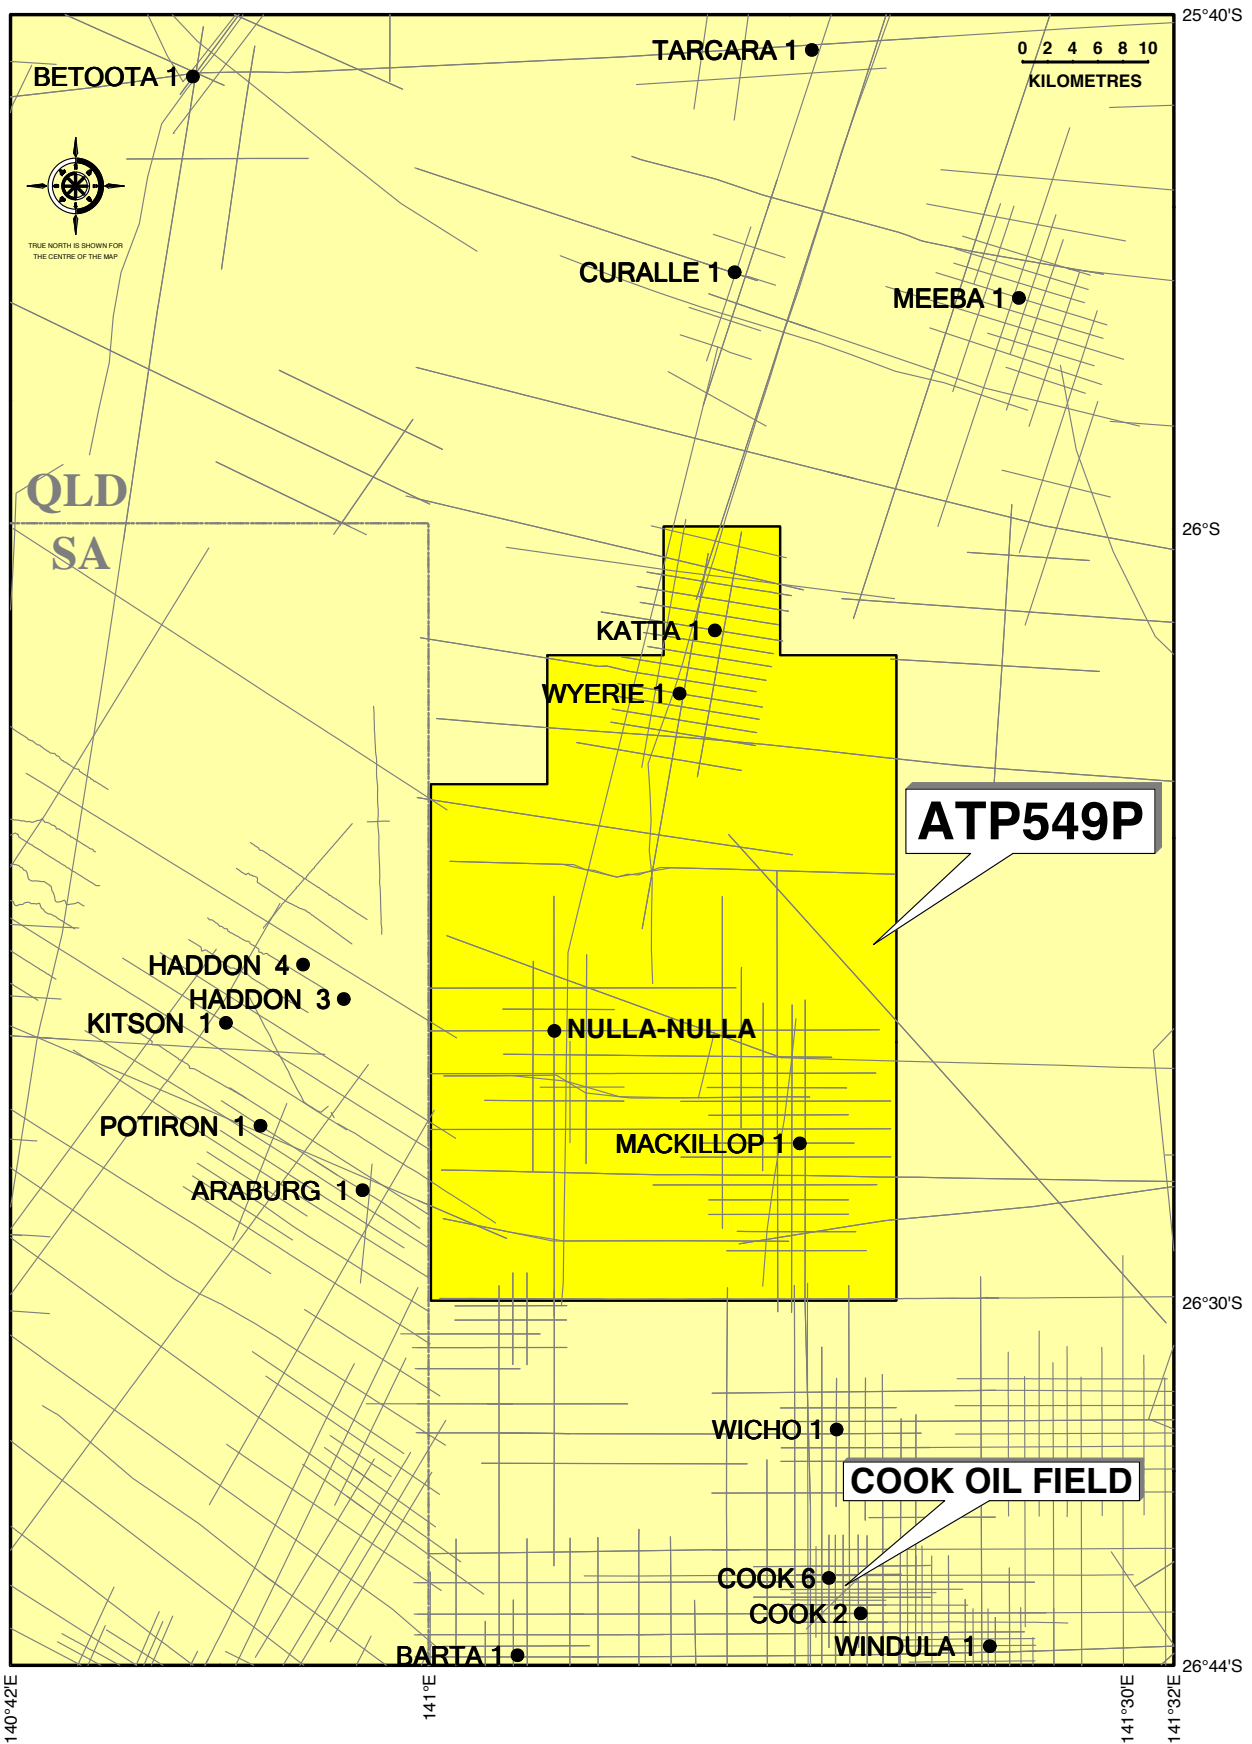 25°40'S
TARCARA 1
0 2 4 6 8 10
KILOMETRES
BETOOTA 1
TRUE NORTH IS SHOWN FOR
THE CENTRE OF THE MAP
CURALLE 1
MEEBA 1
QLD
SA
26°S
KATTA 1
WYERIE 1
ATP549P
HADDON 4
HADDON 3
KITSON 1
NULLA-NULLA
POTIRON 1
MACKILLOP 1
ARABURG 1
26°30'S
WICHO 1
COOK OIL FIELD
COOK 6
COOK 2
WINDULA 1
BARTA 1
26°44'S
140°42'E
141°E
141°30'E
141°32'E